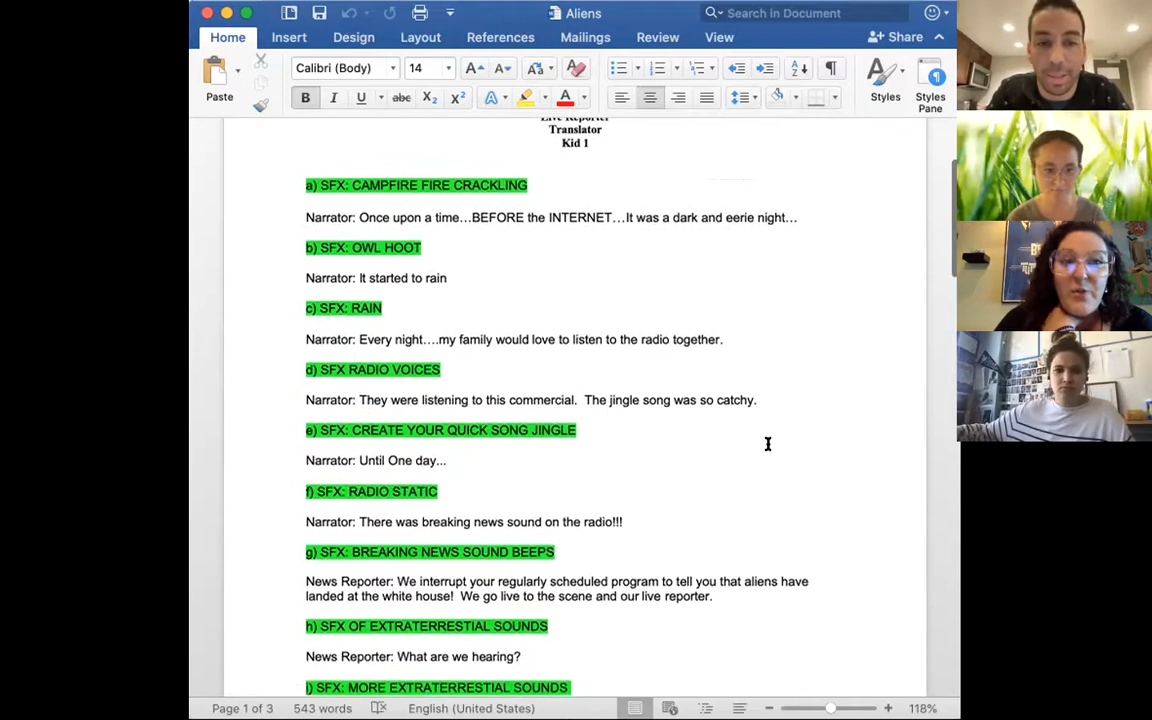 Aliens
Search in Document
Home Insert Design Layout References Mailings Review View Share
Paste
Calibri (Body) 14
Styles
Styles Pane
Live Reporter
Translator
Kid 1
a) SFX: CAMPFIRE FIRE CRACKLING
Narrator: Once upon a time…BEFORE the INTERNET…It was a dark and eerie night…
b) SFX: OWL HOOT
Narrator: It started to rain
c) SFX: RAIN
Narrator: Every night….my family would love to listen to the radio together.
d) SFX RADIO VOICES
Narrator: They were listening to this commercial.  The jingle song was so catchy.
e) SFX: CREATE YOUR QUICK SONG JINGLE
Narrator: Until One day...
f) SFX: RADIO STATIC
Narrator: There was breaking news sound on the radio!!!
g) SFX: BREAKING NEWS SOUND BEEPS
News Reporter: We interrupt your regularly scheduled program to tell you that aliens have
landed at the white house!  We go live to the scene and our live reporter.
h) SFX OF EXTRATERRESTIAL SOUNDS
News Reporter: What are we hearing?
I) SFX: MORE EXTRATERRESTIAL SOUNDS
Page 1 of 3 543 words English (United States) 118%